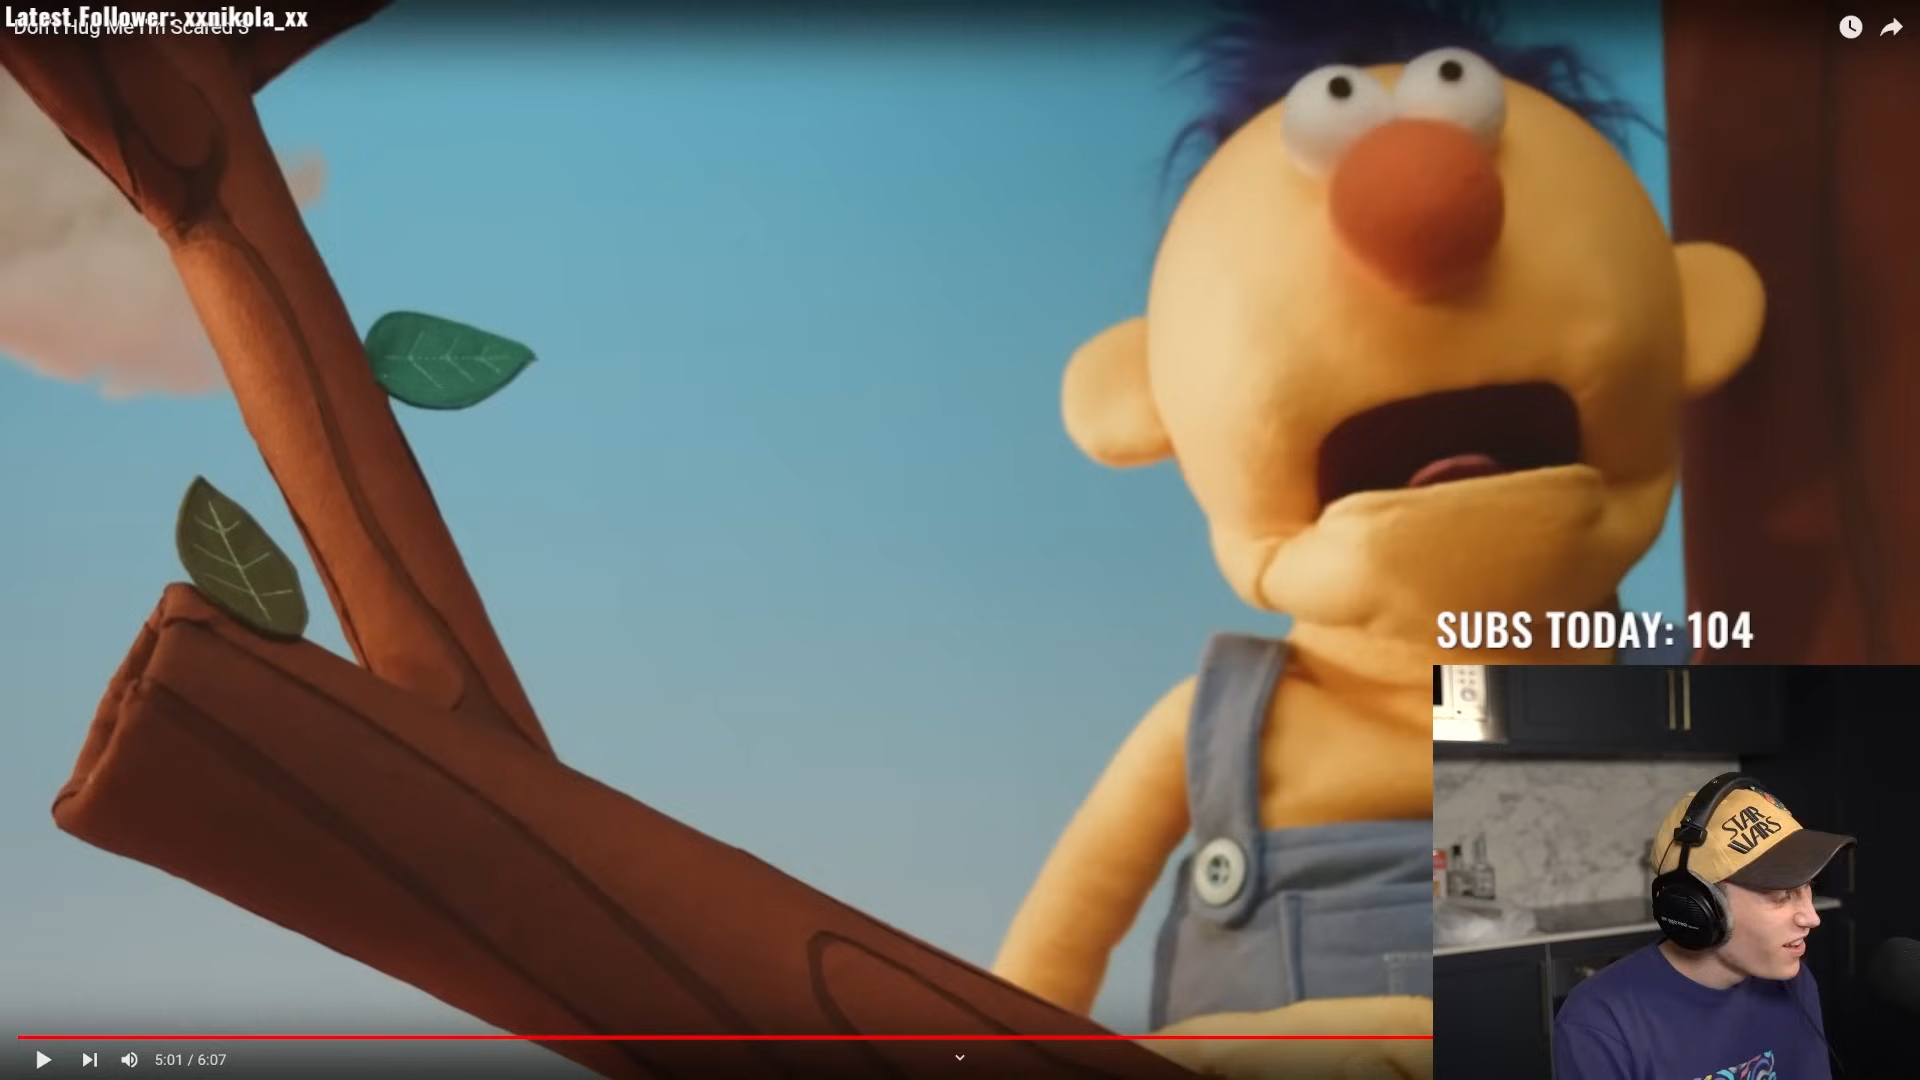 Latest Follower: xxnikola_xx
Don't Hug Me I'm Scared 3
SUBS TODAY: 104
STAR
WARS
5:01 / 6:07